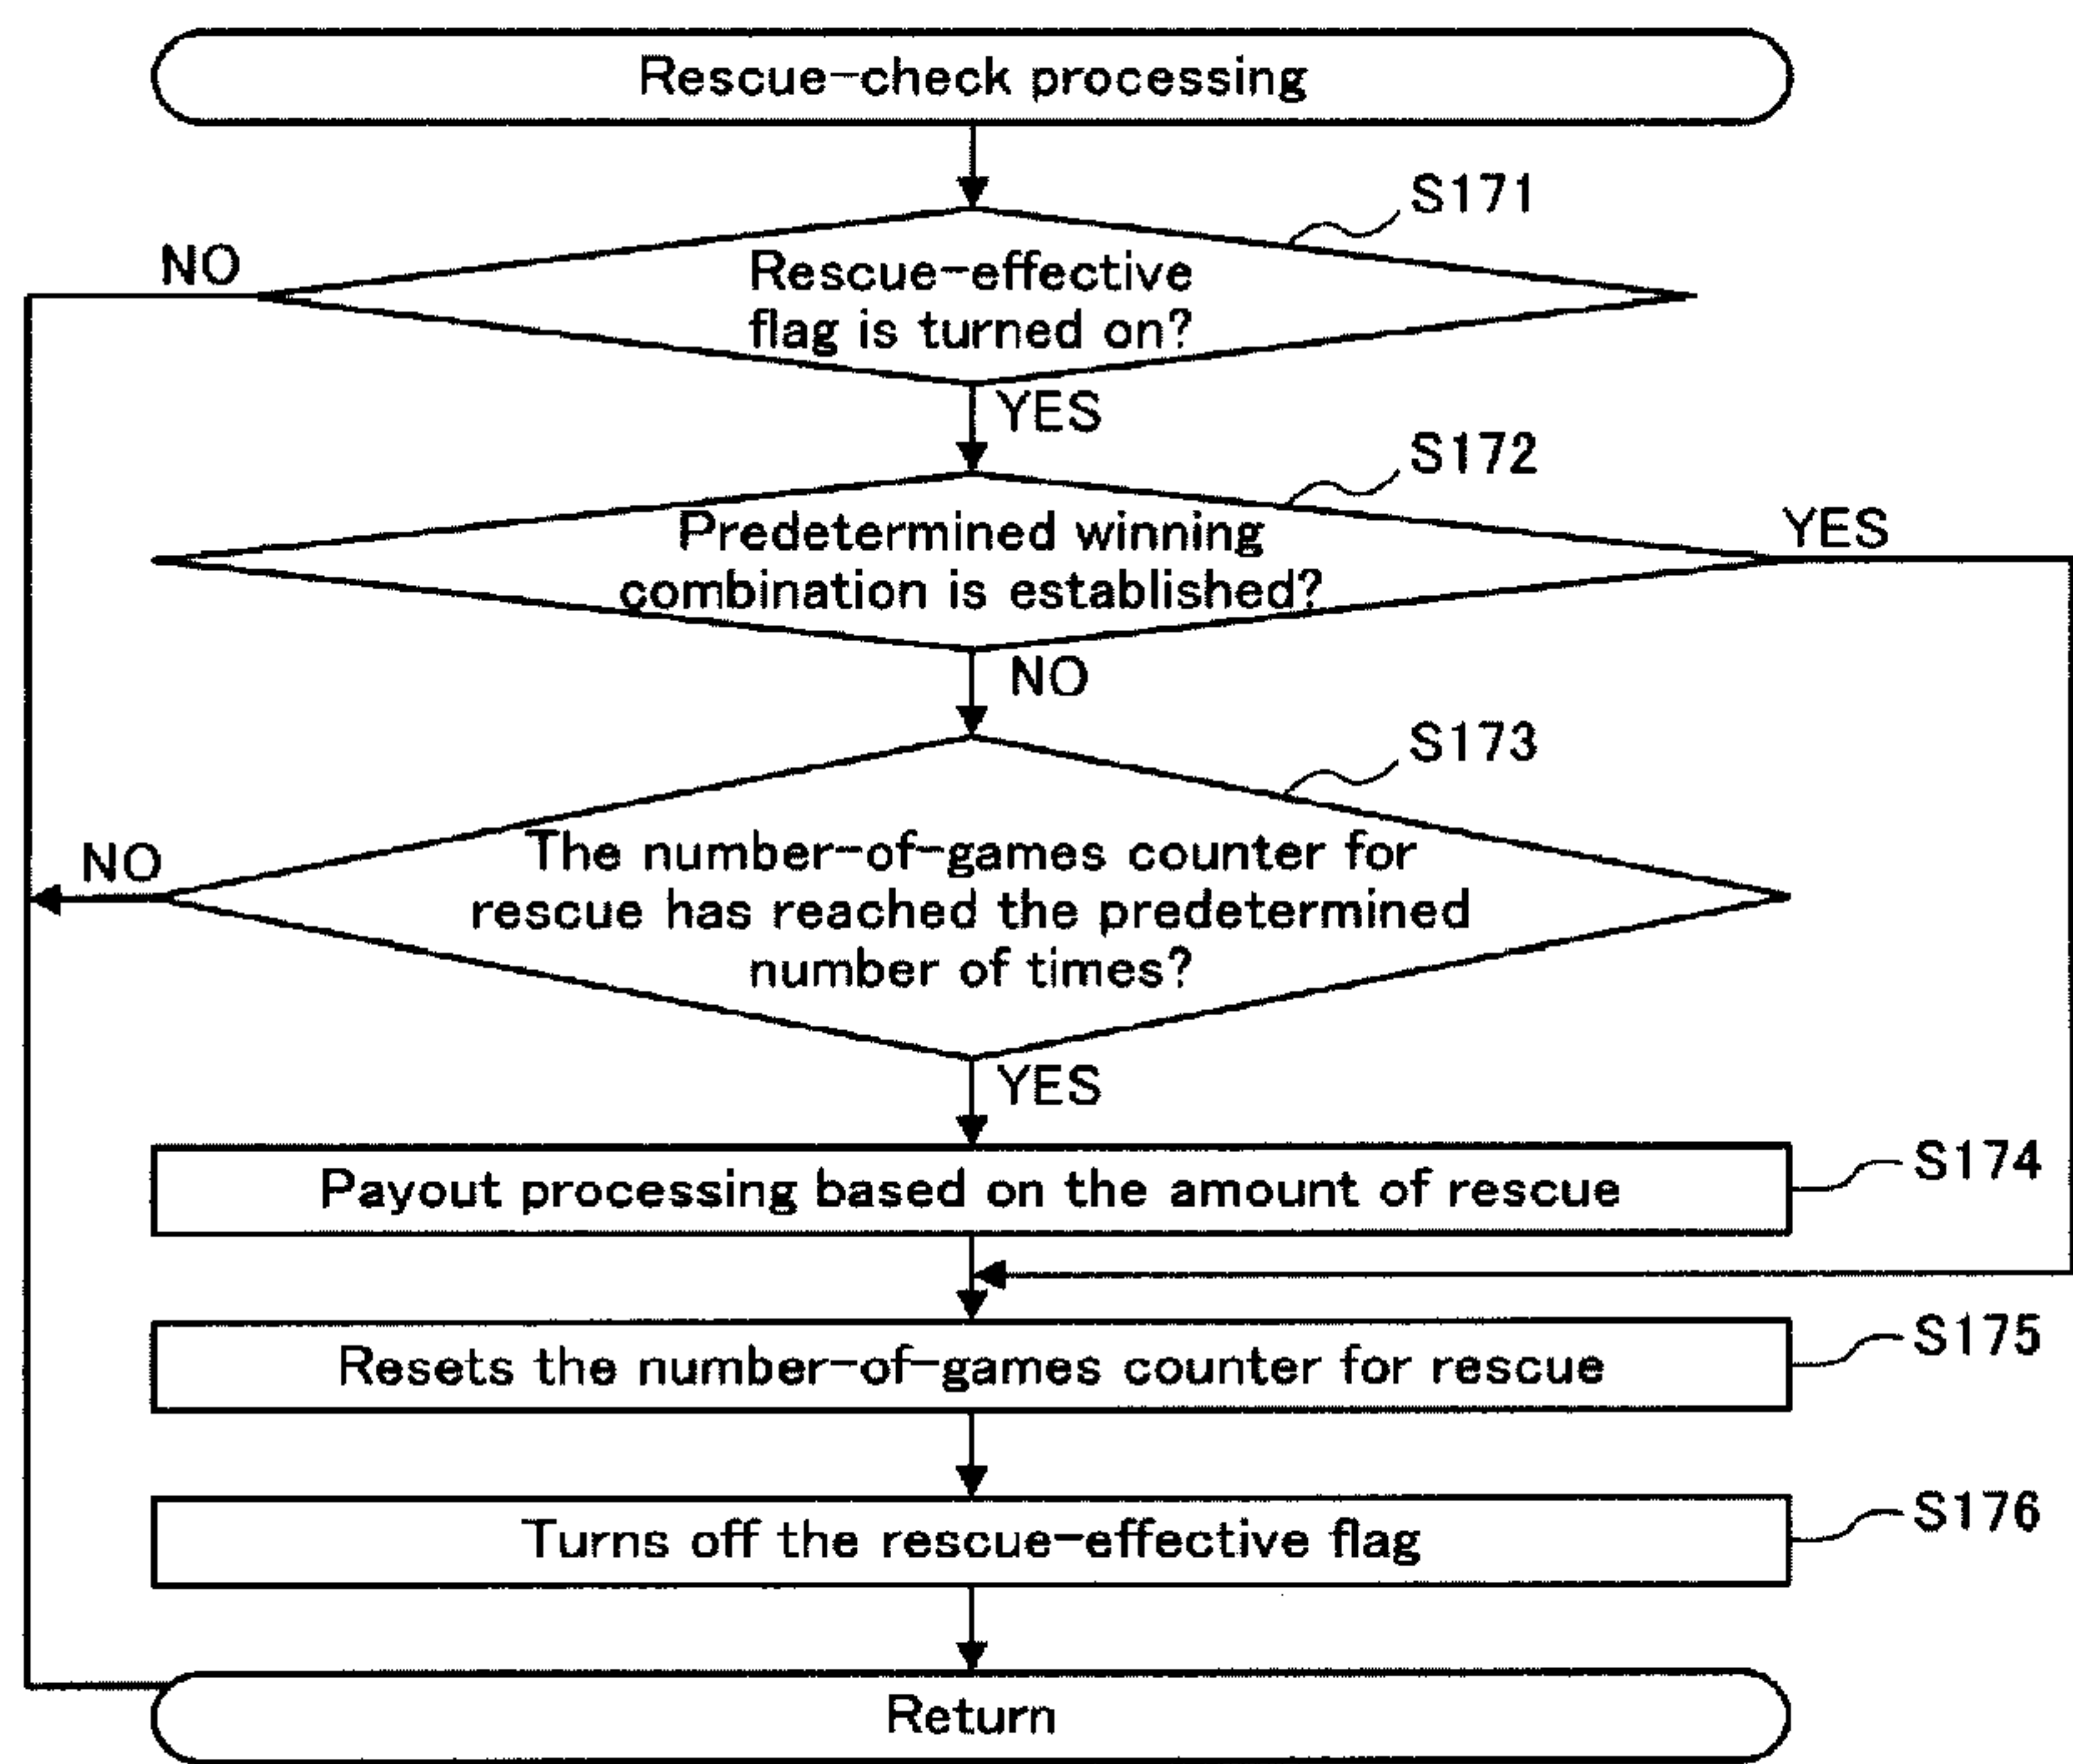 Rescue-check processing
S171
NO
Rescue-effective
flag is turned on?
YES
S172
Predetermined winning
combination is established?
YES
NO
S173
NO
The number-of-games counter for
rescue has reached the predetermined
number of times?
YES
Payout processing based on the amount of rescue
S174
Resets the number-of-games counter for rescue
S175
Turns off the rescue-effective flag
S176
Return